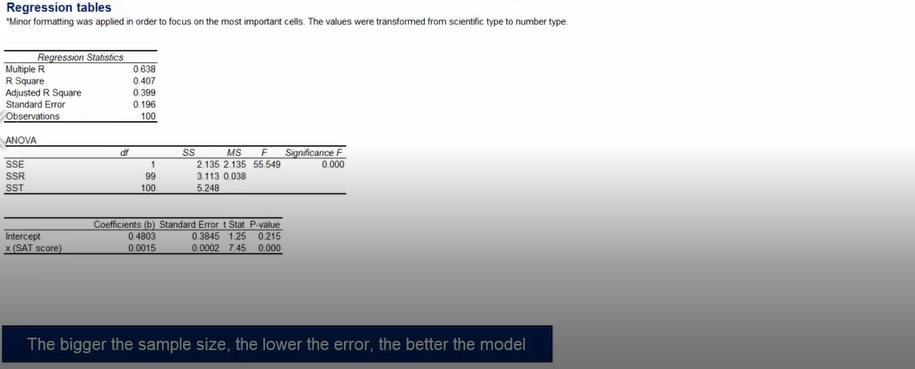 Regression tables
*Minor formatting was applied in order to focus on the most important cells. The values were transformed from scientific type to number type.
Regression Statistics
Multiple R 0.638
R Square 0.407
Adjusted R Square 0.399
Standard Error 0.196
Observations 100
ANOVA
df SS MS F Significance F
SSE 1 2.135 2.135 55.549 0.000
SSR 99 3.113 0.038
SST 100 5.248
Coefficients (b) Standard Error t Stat P-value
Intercept 0.4803 0.3845 1.25 0.215
x (SAT score) 0.0015 0.0002 7.45 0.000
The bigger the sample size, the lower the error, the better the model